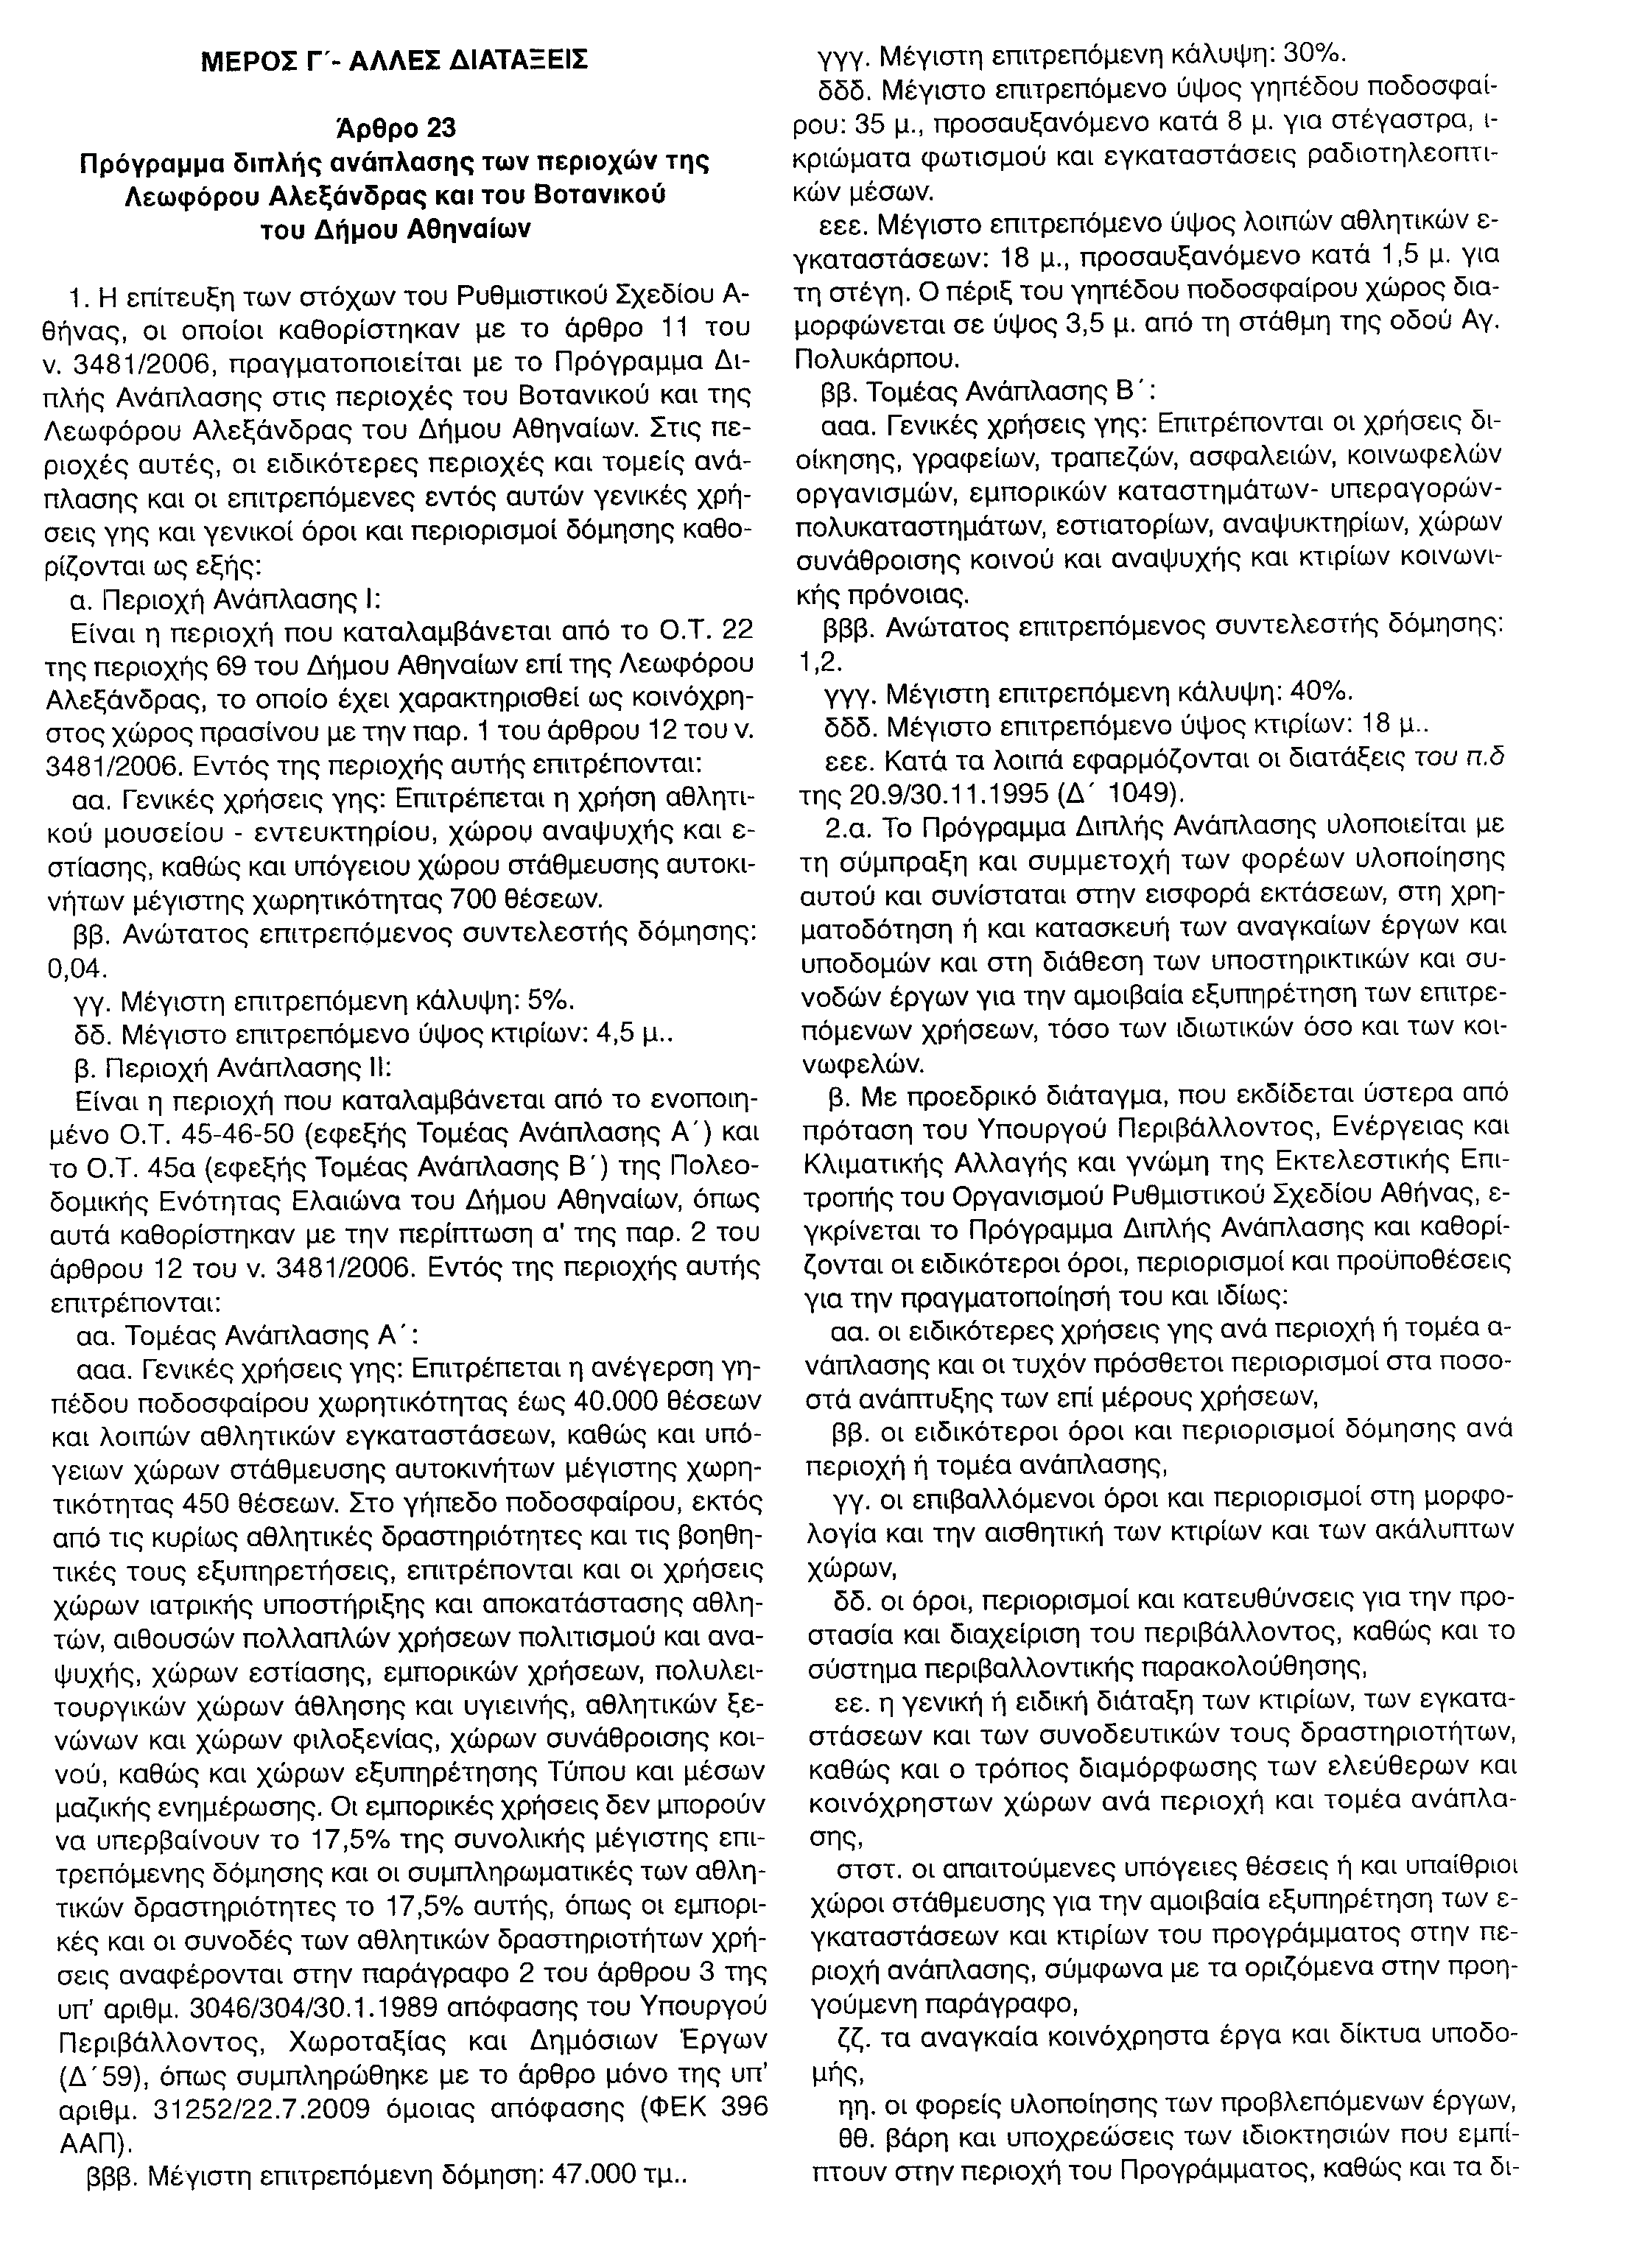 ΜΕΡΟΣ Γ΄- ΑΛΛΕΣ ΔΙΑΤΑΞΕΙΣ
Άρθρο 23
Πρόγραμμα διπλής ανάπλασης των περιοχών της
Λεωφόρου Αλεξάνδρας και του Βοτανικού
του Δήμου Αθηναίων
1. Η επίτευξη των στόχων του Ρυθμιστικού Σχεδίου Α-
θήνας, οι οποίοι καθορίστηκαν με το άρθρο 11 του
ν. 3481/2006, πραγματοποιείται με το Πρόγραμμα Δι-
πλής Ανάπλασης στις περιοχές του Βοτανικού και της
Λεωφόρου Αλεξάνδρας του Δήμου Αθηναίων. Στις πε-
ριοχές αυτές, οι ειδικότερες περιοχές και τομείς ανά-
πλασης και οι επιτρεπόμενες εντός αυτών γενικές χρή-
σεις γης και γενικοί όροι και περιορισμοί δόμησης καθο-
ρίζονται ως εξής:
α. Περιοχή Ανάπλασης Ι:
Είναι η περιοχή που καταλαμβάνεται από το Ο.Τ. 22
της περιοχής 69 του Δήμου Αθηναίων επί της Λεωφόρου
Αλεξάνδρας, το οποίο έχει χαρακτηρισθεί ως κοινόχρη-
στος χώρος πρασίνου με την παρ. 1 του άρθρου 12 του ν.
3481/2006. Εντός της περιοχής αυτής επιτρέπονται:
αα. Γενικές χρήσεις γης: Επιτρέπεται η χρήση αθλητι-
κού μουσείου - εντευκτηρίου, χώρου αναψυχής και ε-
στίασης, καθώς και υπόγειου χώρου στάθμευσης αυτοκι-
νήτων μέγιστης χωρητικότητας 700 θέσεων.
ββ. Ανώτατος επιτρεπόμενος συντελεστής δόμησης:
0,04.
γγ. Μέγιστη επιτρεπόμενη κάλυψη: 5%.
δδ. Μέγιστο επιτρεπόμενο ύψος κτιρίων: 4,5 μ..
β. Περιοχή Ανάπλασης ΙΙ:
Είναι η περιοχή που καταλαμβάνεται από το ενοποιη-
μένο Ο.Τ. 45-46-50 (εφεξής Τομέας Ανάπλασης Α΄) και
το Ο.Τ. 45α (εφεξής Τομέας Ανάπλασης Β΄) της Πολεο-
δομικής Ενότητας Ελαιώνα του Δήμου Αθηναίων, όπως
αυτά καθορίστηκαν με την περίπτωση α' της παρ. 2 του
άρθρου 12 του ν. 3481/2006. Εντός της περιοχής αυτής
επιτρέπονται:
αα. Τομέας Ανάπλασης Α΄:
ααα. Γενικές χρήσεις γης: Επιτρέπεται η ανέγερση γη-
πέδου ποδοσφαίρου χωρητικότητας έως 40.000 θέσεων
και λοιπών αθλητικών εγκαταστάσεων, καθώς και υπό-
γειων χώρων στάθμευσης αυτοκινήτων μέγιστης χωρη-
τικότητας 450 θέσεων. Στο γήπεδο ποδοσφαίρου, εκτός
από τις κυρίως αθλητικές δραστηριότητες και τις βοηθη-
τικές τους εξυπηρετήσεις, επιτρέπονται και οι χρήσεις
χώρων ιατρικής υποστήριξης και αποκατάστασης αθλη-
τών, αιθουσών πολλαπλών χρήσεων πολιτισμού και ανα-
ψυχής, χώρων εστίασης, εμπορικών χρήσεων, πολυλει-
τουργικών χώρων άθλησης και υγιεινής, αθλητικών ξε-
νώνων και χώρων φιλοξενίας, χώρων συνάθροισης κοι-
νού, καθώς και χώρων εξυπηρέτησης Τύπου και μέσων
μαζικής ενημέρωσης. Οι εμπορικές χρήσεις δεν μπορούν
να υπερβαίνουν το 17,5% της συνολικής μέγιστης επι-
τρεπόμενης δόμησης και οι συμπληρωματικές των αθλη-
τικών δραστηριότητες το 17,5% αυτής, όπως οι εμπορι-
κές και οι συνοδές των αθλητικών δραστηριοτήτων χρή-
σεις αναφέρονται στην παράγραφο 2 του άρθρου 3 της
υπ' αριθμ. 3046/304/30.1.1989 απόφασης του Υπουργού
Περιβάλλοντος, Χωροταξίας και Δημόσιων Έργων
(Δ΄59), όπως συμπληρώθηκε με το άρθρο μόνο της υπ'
αριθμ. 31252/22.7.2009 όμοιας απόφασης (ΦΕΚ 396
ΑΑΠ).
βββ. Μέγιστη επιτρεπόμενη δόμηση: 47.000 τμ..
γγγ. Μέγιστη επιτρεπόμενη κάλυψη: 30%.
δδδ. Μέγιστο επιτρεπόμενο ύψος γηπέδου ποδοσφαί-
ρου: 35 μ., προσαυξανόμενο κατά 8 μ. για στέγαστρα, ι-
κριώματα φωτισμού και εγκαταστάσεις ραδιοτηλεοπτι-
κών μέσων.
εεε. Μέγιστο επιτρεπόμενο ύψος λοιπών αθλητικών ε-
γκαταστάσεων: 18 μ., προσαυξανόμενο κατά 1,5 μ. για
τη στέγη. Ο πέριξ του γηπέδου ποδοσφαίρου χώρος δια-
μορφώνεται σε ύψος 3,5 μ. από τη στάθμη της οδού Αγ.
Πολυκάρπου.
ββ. Τομέας Ανάπλασης Β΄:
ααα. Γενικές χρήσεις γης: Επιτρέπονται οι χρήσεις δι-
οίκησης, γραφείων, τραπεζών, ασφαλειών, κοινωφελών
οργανισμών, εμπορικών καταστημάτων- υπεραγορών-
πολυκαταστημάτων, εστιατορίων, αναψυκτηρίων, χώρων
συνάθροισης κοινού και αναψυχής και κτιρίων κοινωνι-
κής πρόνοιας.
βββ. Ανώτατος επιτρεπόμενος συντελεστής δόμησης:
1,2.
γγγ. Μέγιστη επιτρεπόμενη κάλυψη: 40%.
δδδ. Μέγιστο επιτρεπόμενο ύψος κτιρίων: 18 μ..
εεε. Κατά τα λοιπά εφαρμόζονται οι διατάξεις του π.δ
της 20.9/30.11.1995 (Δ΄ 1049).
2.α. Το Πρόγραμμα Διπλής Ανάπλασης υλοποιείται με
τη σύμπραξη και συμμετοχή των φορέων υλοποίησης
αυτού και συνίσταται στην εισφορά εκτάσεων, στη χρη-
ματοδότηση ή και κατασκευή των αναγκαίων έργων και
υποδομών και στη διάθεση των υποστηρικτικών και συ-
νοδών έργων για την αμοιβαία εξυπηρέτηση των επιτρε-
πόμενων χρήσεων, τόσο των ιδιωτικών όσο και των κοι-
νωφελών.
β. Με προεδρικό διάταγμα, που εκδίδεται ύστερα από
πρόταση του Υπουργού Περιβάλλοντος, Ενέργειας και
Κλιματικής Αλλαγής και γνώμη της Εκτελεστικής Επι-
τροπής του Οργανισμού Ρυθμιστικού Σχεδίου Αθήνας, ε-
γκρίνεται το Πρόγραμμα Διπλής Ανάπλασης και καθορί-
ζονται οι ειδικότεροι όροι, περιορισμοί και προϋποθέσεις
για την πραγματοποίησή του και ιδίως:
αα. οι ειδικότερες χρήσεις γης ανά περιοχή ή τομέα α-
νάπλασης και οι τυχόν πρόσθετοι περιορισμοί στα ποσο-
στά ανάπτυξης των επί μέρους χρήσεων,
ββ. οι ειδικότεροι όροι και περιορισμοί δόμησης ανά
περιοχή ή τομέα ανάπλασης,
γγ. οι επιβαλλόμενοι όροι και περιορισμοί στη μορφο-
λογία και την αισθητική των κτιρίων και των ακάλυπτων
χώρων,
δδ. οι όροι, περιορισμοί και κατευθύνσεις για την προ-
στασία και διαχείριση του περιβάλλοντος, καθώς και το
σύστημα περιβαλλοντικής παρακολούθησης,
εε. η γενική ή ειδική διάταξη των κτιρίων, των εγκατα-
στάσεων και των συνοδευτικών τους δραστηριοτήτων,
καθώς και ο τρόπος διαμόρφωσης των ελεύθερων και
κοινόχρηστων χώρων ανά περιοχή και τομέα ανάπλα-
σης,
στστ. οι απαιτούμενες υπόγειες θέσεις ή και υπαίθριοι
χώροι στάθμευσης για την αμοιβαία εξυπηρέτηση των ε-
γκαταστάσεων και κτιρίων του προγράμματος στην πε-
ριοχή ανάπλασης, σύμφωνα με τα οριζόμενα στην προη-
γούμενη παράγραφο,
ζζ. τα αναγκαία κοινόχρηστα έργα και δίκτυα υποδο-
μής,
ηη. οι φορείς υλοποίησης των προβλεπόμενων έργων,
θθ. βάρη και υποχρεώσεις των ιδιοκτησιών που εμπί-
πτουν στην περιοχή του Προγράμματος, καθώς και τα δι-